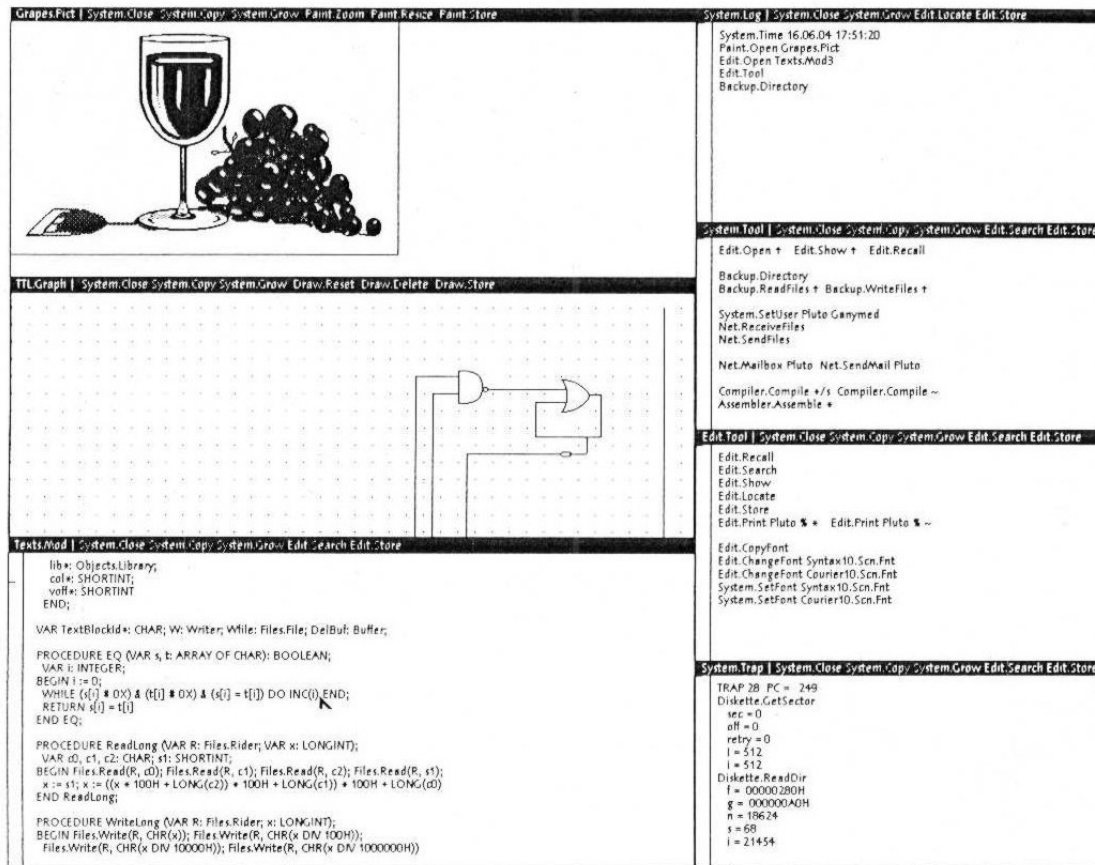 Grapes.Pict | System.Close System.Copy System.Grow Paint.Zoom Paint.Resize Paint.Store
TTL.Graph | System.Close System.Copy System.Grow Draw.Reset Draw.Delete Draw.Store
Texts.Mod | System.Close System.Copy System.Grow Edit.Search Edit.Store
lib*: Objects.Library;
col*: SHORTINT;
voff*: SHORTINT
END;
VAR TextBlockId*: CHAR; W: Writer; Wfile: Files.File; DelBuf: Buffer;
PROCEDURE EQ (VAR s, t: ARRAY OF CHAR): BOOLEAN;
VAR i: INTEGER;
BEGIN i := 0;
WHILE (s[i] # 0X) & (t[i] # 0X) & (s[i] = t[i]) DO INC(i) END;
RETURN s[i] = t[i]
END EQ;
PROCEDURE ReadLong (VAR R: Files.Rider; VAR x: LONGINT);
VAR c0, c1, c2: CHAR; s1: SHORTINT;
BEGIN Files.Read(R, c0); Files.Read(R, c1); Files.Read(R, c2); Files.Read(R, s1);
x := s1; x := ((x * 100H + LONG(c2)) * 100H + LONG(c1)) * 100H + LONG(c0)
END ReadLong;
PROCEDURE WriteLong (VAR R: Files.Rider; x: LONGINT);
BEGIN Files.Write(R, CHR(x)); Files.Write(R, CHR(x DIV 100H));
Files.Write(R, CHR(x DIV 10000H)); Files.Write(R, CHR(x DIV 1000000H))
System.Log | System.Close System.Grow Edit.Locate Edit.Store
System.Time 16.06.04 17:51:20
Paint.Open Grapes.Pict
Edit.Open Texts.Mod3
Edit.Tool
Backup.Directory
System.Tool | System.Close System.Copy System.Grow Edit.Search Edit.Store
Edit.Open ↑ Edit.Show ↑ Edit.Recall
Backup.Directory
Backup.ReadFiles ↑ Backup.WriteFiles ↑
System.SetUser Pluto Ganymed
Net.ReceiveFiles
Net.SendFiles
Net.Mailbox Pluto Net.SendMail Pluto
Compiler.Compile */s Compiler.Compile ~
Assembler.Assemble *
Edit.Tool | System.Close System.Copy System.Grow Edit.Search Edit.Store
Edit.Recall
Edit.Search
Edit.Show
Edit.Locate
Edit.Store
Edit.Print Pluto % * Edit.Print Pluto % ~
Edit.CopyFont
Edit.ChangeFont Syntax10.Scn.Fnt
Edit.ChangeFont Courier10.Scn.Fnt
System.SetFont Syntax10.Scn.Fnt
System.SetFont Courier10.Scn.Fnt
System.Trap | System.Close System.Copy System.Grow Edit.Search Edit.Store
TRAP 28 PC = 249
Diskette.GetSector
sec = 0
off = 0
retry = 0
i = 512
l = 512
Diskette.ReadDir
f = 00000280H
g = 000000A0H
n = 18624
s = 68
i = 21454